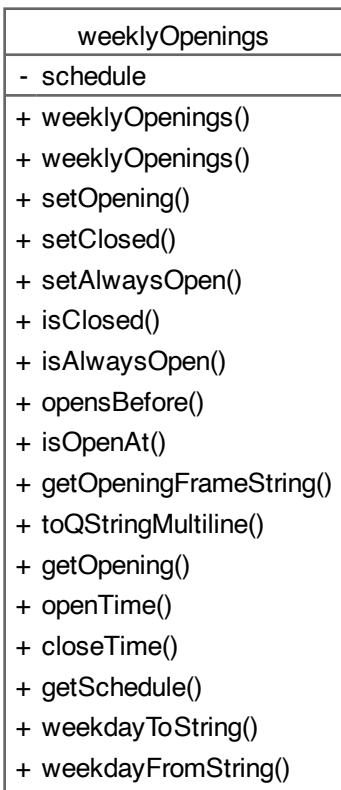 weeklyOpenings
- schedule
+ weeklyOpenings()
+ weeklyOpenings()
+ setOpening()
+ setClosed()
+ setAlwaysOpen()
+ isClosed()
+ isAlwaysOpen()
+ opensBefore()
+ isOpenAt()
+ getOpeningFrameString()
+ toQStringMultiline()
+ getOpening()
+ openTime()
+ closeTime()
+ getSchedule()
+ weekdayToString()
+ weekdayFromString()